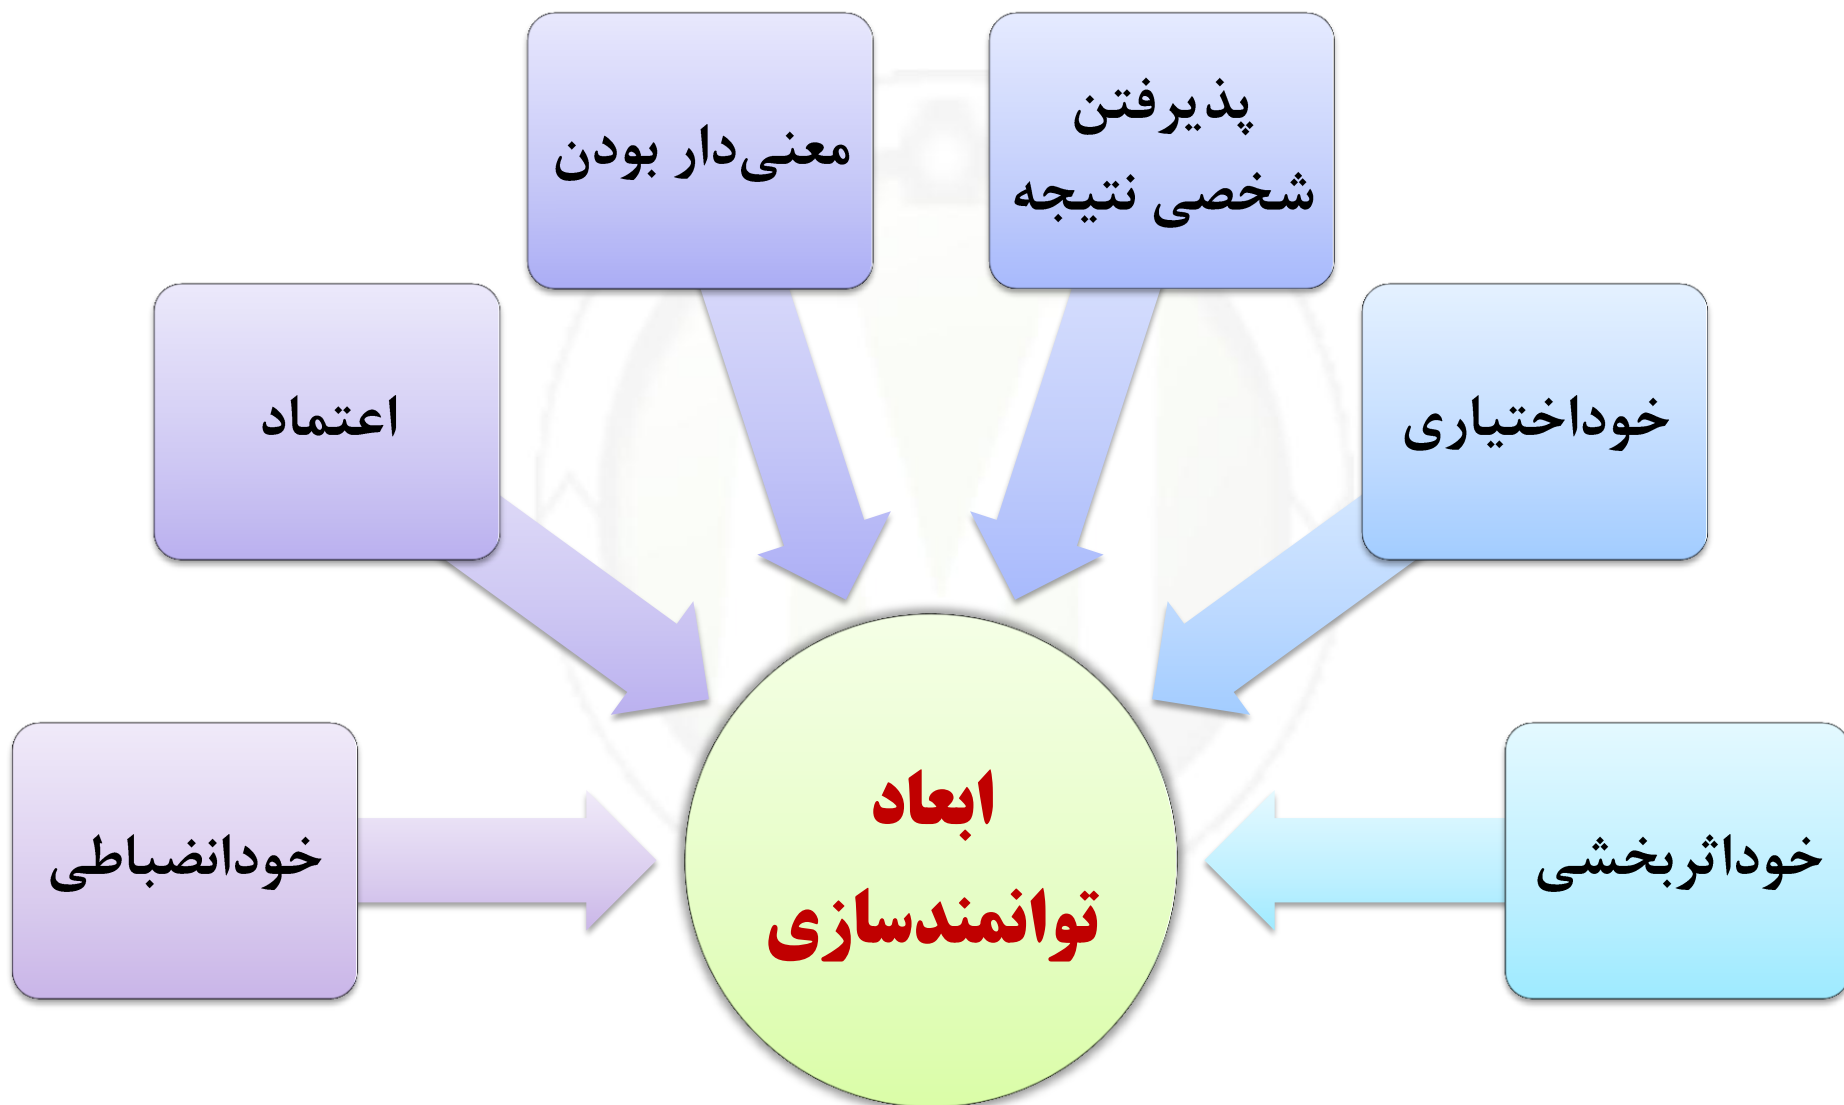 پذیرفتن
شخصی نتیجه
معنی‌دار بودن
خوداختیاری
اعتماد
خوداثربخشی
خودانضباطی
ابعاد
توانمندسازی